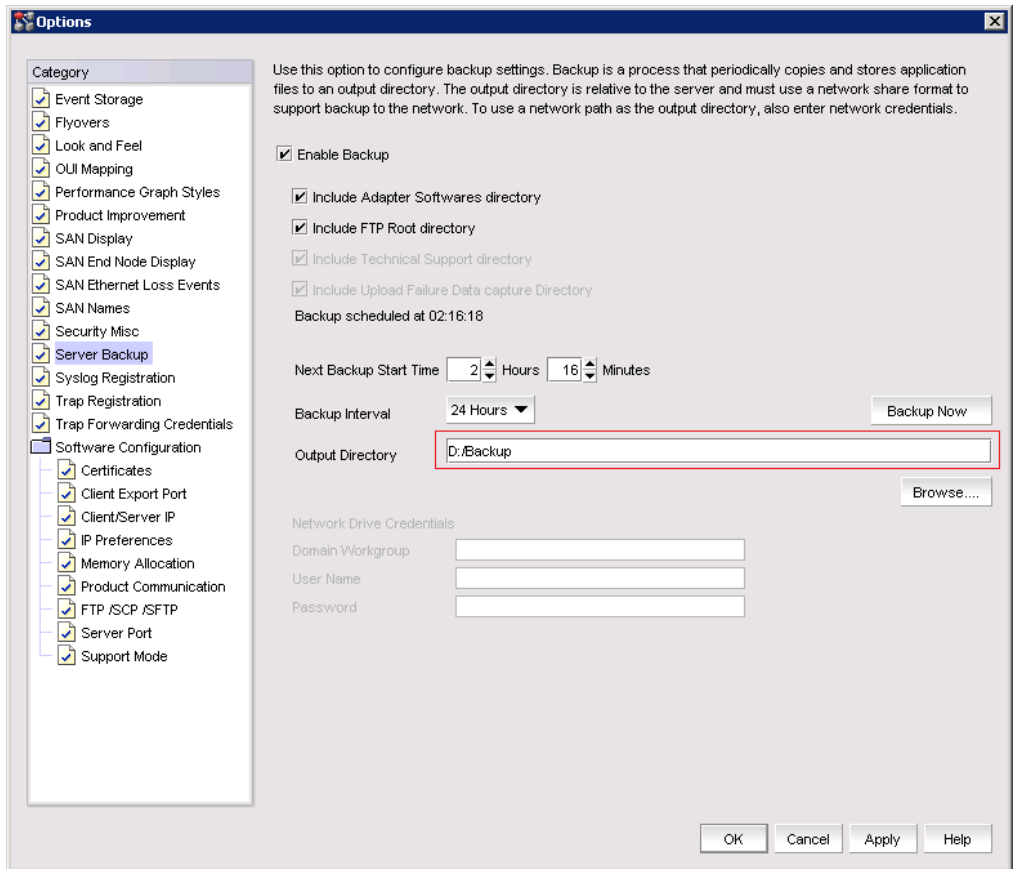 Options
Category
Event Storage
Flyovers
Look and Feel
OUI Mapping
Performance Graph Styles
Product Improvement
SAN Display
SAN End Node Display
SAN Ethernet Loss Events
SAN Names
Security Misc
Server Backup
Syslog Registration
Trap Registration
Trap Forwarding Credentials
Software Configuration
Certificates
Client Export Port
Client/Server IP
IP Preferences
Memory Allocation
Product Communication
FTP /SCP /SFTP
Server Port
Support Mode
Use this option to configure backup settings. Backup is a process that periodically copies and stores application
files to an output directory. The output directory is relative to the server and must use a network share format to
support backup to the network. To use a network path as the output directory, also enter network credentials.
Enable Backup
Include Adapter Softwares directory
Include FTP Root directory
Include Technical Support directory
Include Upload Failure Data capture Directory
Backup scheduled at 02:16:18
Next Backup Start Time 2 Hours 16 Minutes
Backup Interval 24 Hours Backup Now
Output Directory D:/Backup
Browse....
Network Drive Credentials
Domain Workgroup
User Name
Password
OK Cancel Apply Help